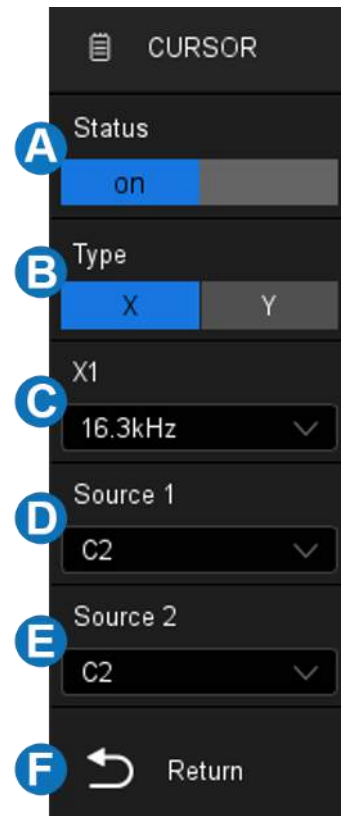 CURSOR
A
Status
on
B
Type
X Y
C
X1
16.3kHz
D
Source 1
C2
E
Source 2
C2
F
Return